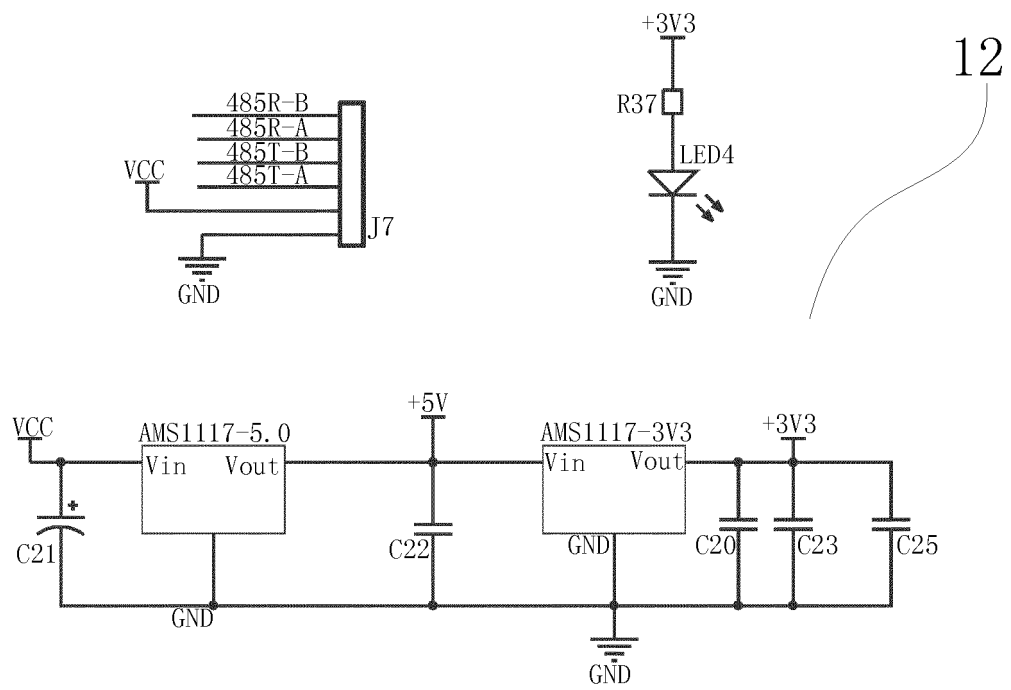 +3V3
12
R37
LED4
GND
485R-B
485R-A
485T-B
485T-A
VCC
J7
GND
VCC
AMS1117-5.0
Vin
Vout
C21
GND
+5V
C22
AMS1117-3V3
Vin
Vout
GND
+3V3
C20
C23
C25
GND